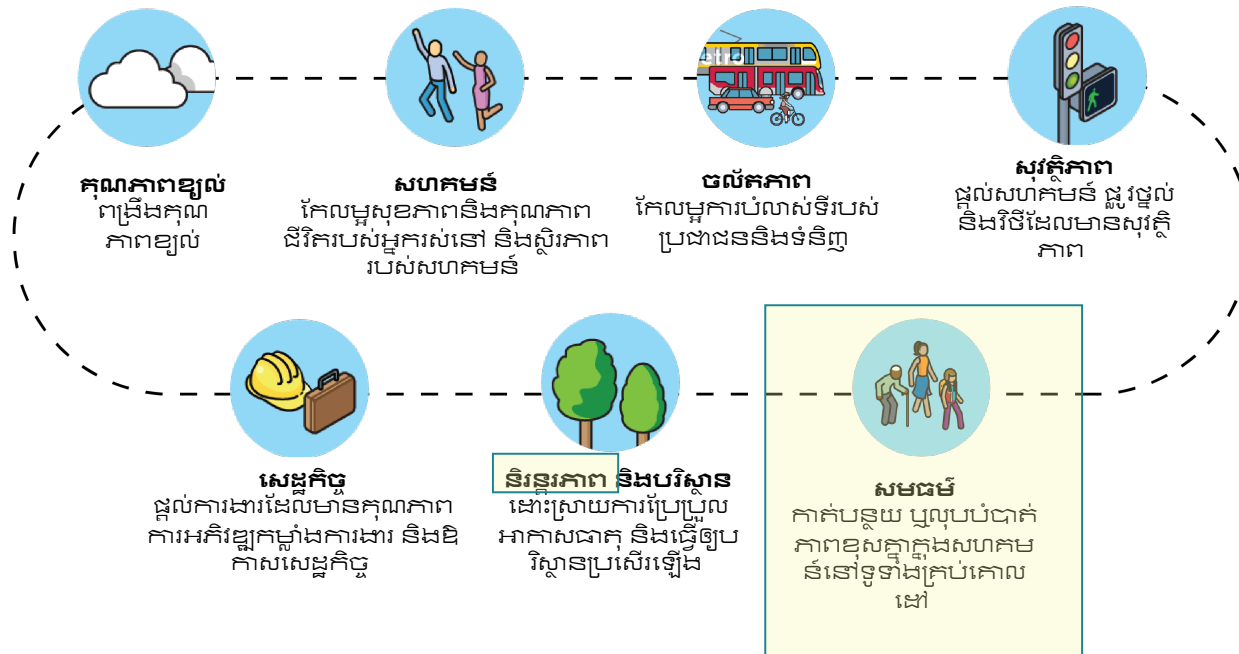 etro
គុណភាពខ្យល់
ពង្រឹងគុណ
ភាពខ្យល់
សហគមន៍
កែលម្អសុខភាពនិងគុណភាព
ជីវិតរបស់អ្នករស់នៅ និងស្ថិរភាព
របស់សហគមន៍
ចល័តភាព
កែលម្អការបំលាស់ទីរបស់
ប្រជាជននិងទំនិញ
សុវត្ថិភាព
ផ្តល់សហគមន៍ ផ្លូវថ្នល់
និងវិថីដែលមានសុវត្ថិ
ភាព
សេដ្ឋកិច្ច
ផ្តល់ការងារដែលមានគុណភាព
ការអភិវឌ្ឍកម្លាំងការងារ និងឱ
កាសសេដ្ឋកិច្ច
និរន្តរភាព និងបរិស្ថាន
ដោះស្រាយការប្រែប្រួល
អាកាសធាតុ និងធ្វើឲ្យប
រិស្ថានប្រសើរឡើង
សមធម៌
កាត់បន្ថយ ឬលុបបំបាត់
ភាពខុសគ្នាក្នុងសហគម
ន៍នៅទូទាំងគ្រប់គោល
ដៅ